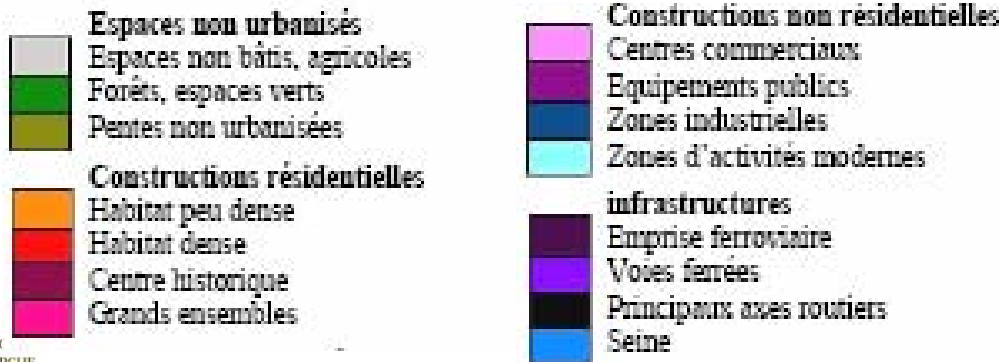 Espaces non urbanisés
Espaces non bâtis, agricoles
Forêts, espaces verts
Pentes non urbanisées
Constructions résidentielles
Habitat peu dense
Habitat dense
Centre historique
Grands ensembles
Constructions non résidentielles
Centres commerciaux
Equipements publics
Zones industrielles
Zones d'activités modernes
infrastructures
Emprise ferroviaire
Voies ferrées
Principaux axes routiers
Seine